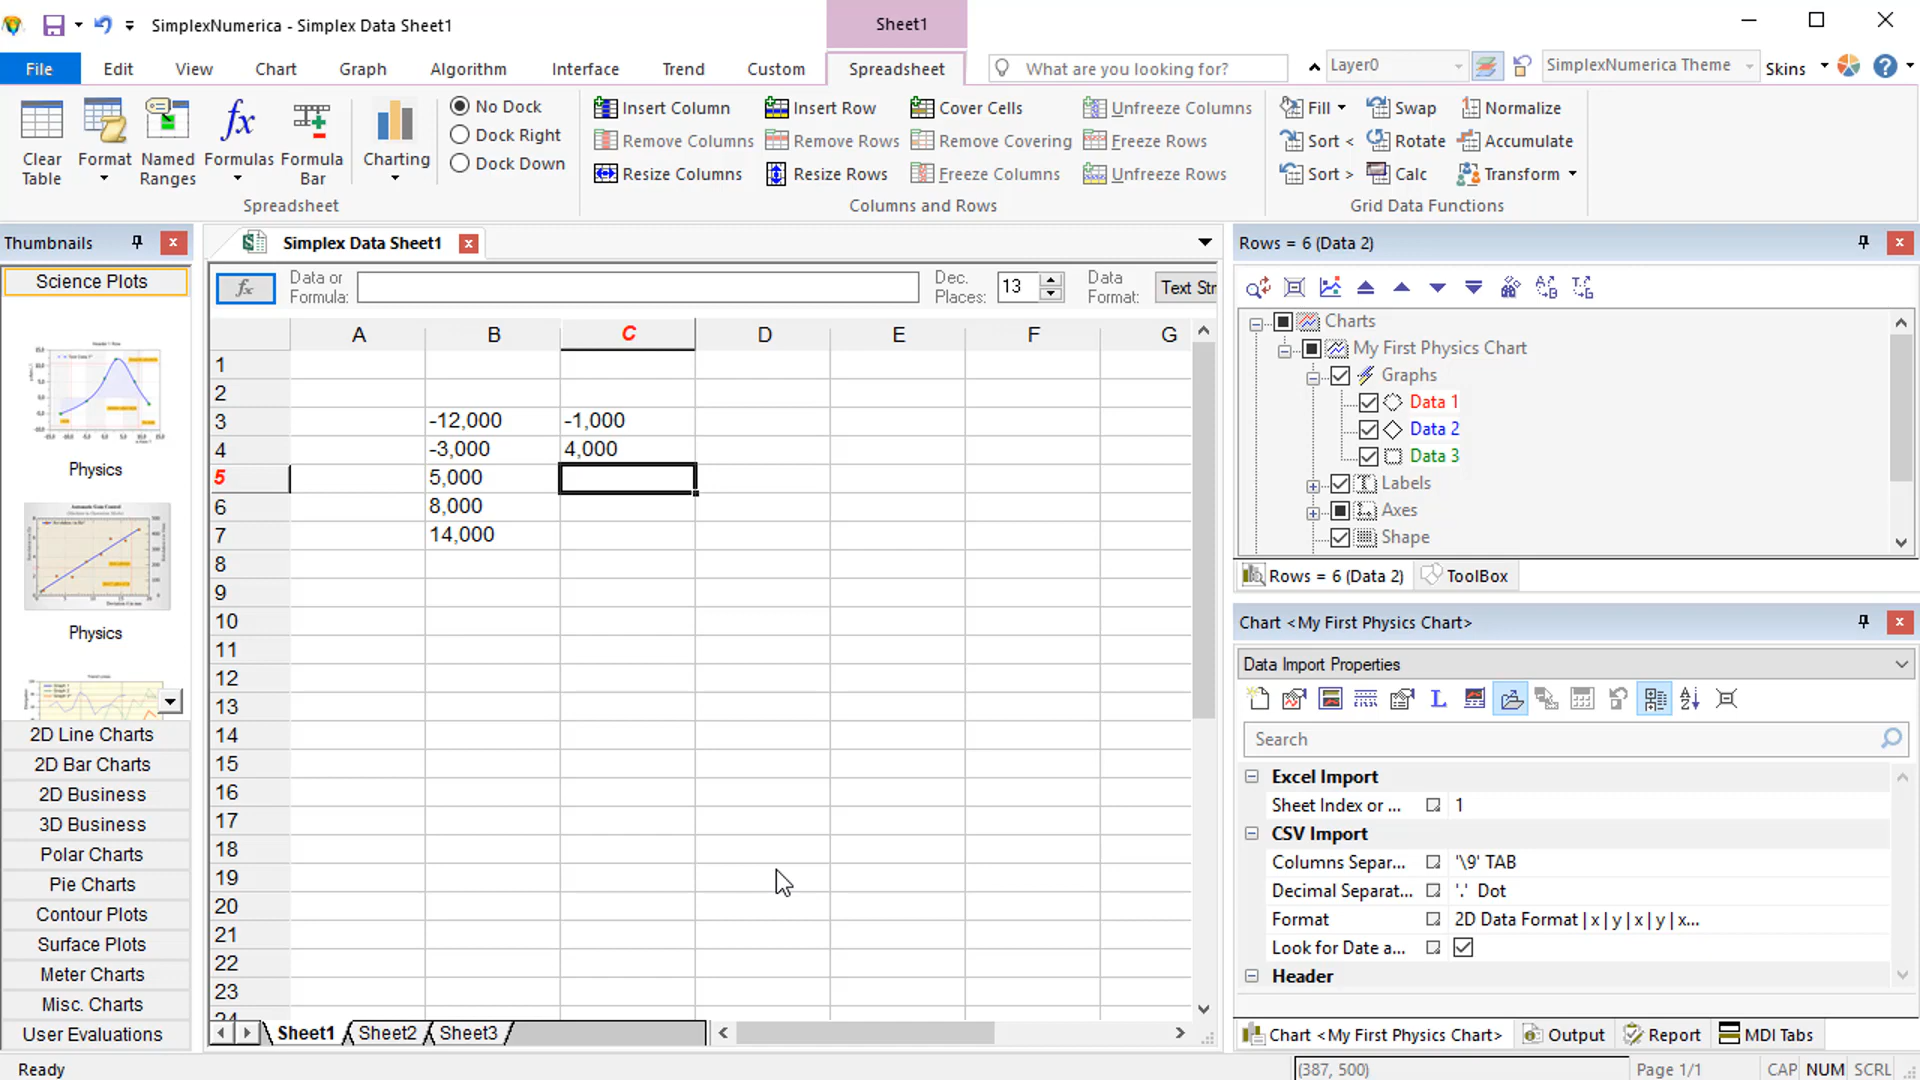 SimplexNumerica - Simplex Data Sheet1
Sheet1
File
Edit
View
Chart
Graph
Algorithm
Interface
Trend
Custom
Spreadsheet
What are you looking for?
Layer0
SimplexNumerica Theme
Skins
Clear Table
Format
Named Ranges
Formulas
Formula Bar
Charting
No Dock
Dock Right
Dock Down
Spreadsheet
Insert Column
Remove Columns
Resize Columns
Insert Row
Remove Rows
Resize Rows
Cover Cells
Remove Covering
Freeze Columns
Unfreeze Columns
Freeze Rows
Unfreeze Rows
Columns and Rows
Fill
Sort <
Sort >
Swap
Rotate
Calc
Normalize
Accumulate
Transform
Grid Data Functions
Thumbnails
Science Plots
Physics
Physics
2D Line Charts
2D Bar Charts
2D Business
3D Business
Polar Charts
Pie Charts
Contour Plots
Surface Plots
Meter Charts
Misc. Charts
User Evaluations
Simplex Data Sheet1
fx
Data or Formula:
Dec. Places:
13
Data Format:
Text Str
A B C D E F G
1
2
3 -12,000 -1,000
4 -3,000 4,000
5 5,000
6 8,000
7 14,000
8
9
10
11
12
13
14
15
16
17
18
19
20
21
22
23
24
Sheet1
Sheet2
Sheet3
Rows = 6 (Data 2)
Charts
My First Physics Chart
Graphs
Data 1
Data 2
Data 3
Labels
Axes
Shape
Rows = 6 (Data 2)
ToolBox
Chart <My First Physics Chart>
Data Import Properties
Search
Excel Import
Sheet Index or ... 1
CSV Import
Columns Separ... '\9' TAB
Decimal Separat... '.' Dot
Format 2D Data Format | x | y | x | y | x...
Look for Date a...
Header
Chart <My First Physics Chart>
Output
Report
MDI Tabs
Ready
(387, 500)
Page 1/1
CAP NUM SCRL